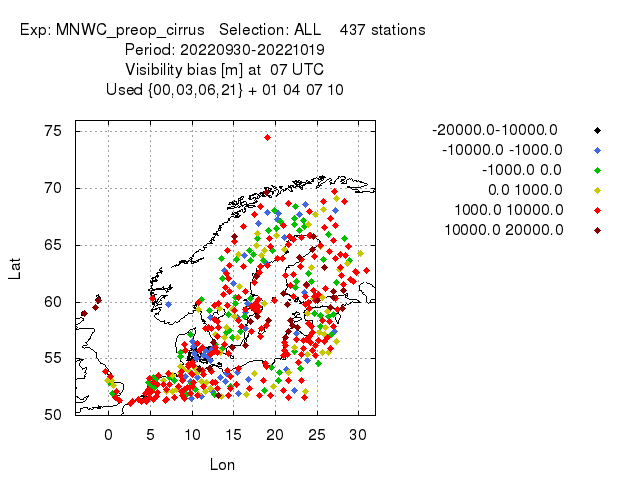 Exp: MNWC_preop_cirrus   Selection: ALL    437 stations
Period: 20220930-20221019
Visibility bias [m] at  07 UTC
Used {00,03,06,21} + 01 04 07 10
-20000.0-10000.0
-10000.0 -1000.0
-1000.0 0.0
0.0 1000.0
1000.0 10000.0
10000.0 20000.0
75
70
65
60
55
50
Lat
0 5 10 15 20 25 30
Lon